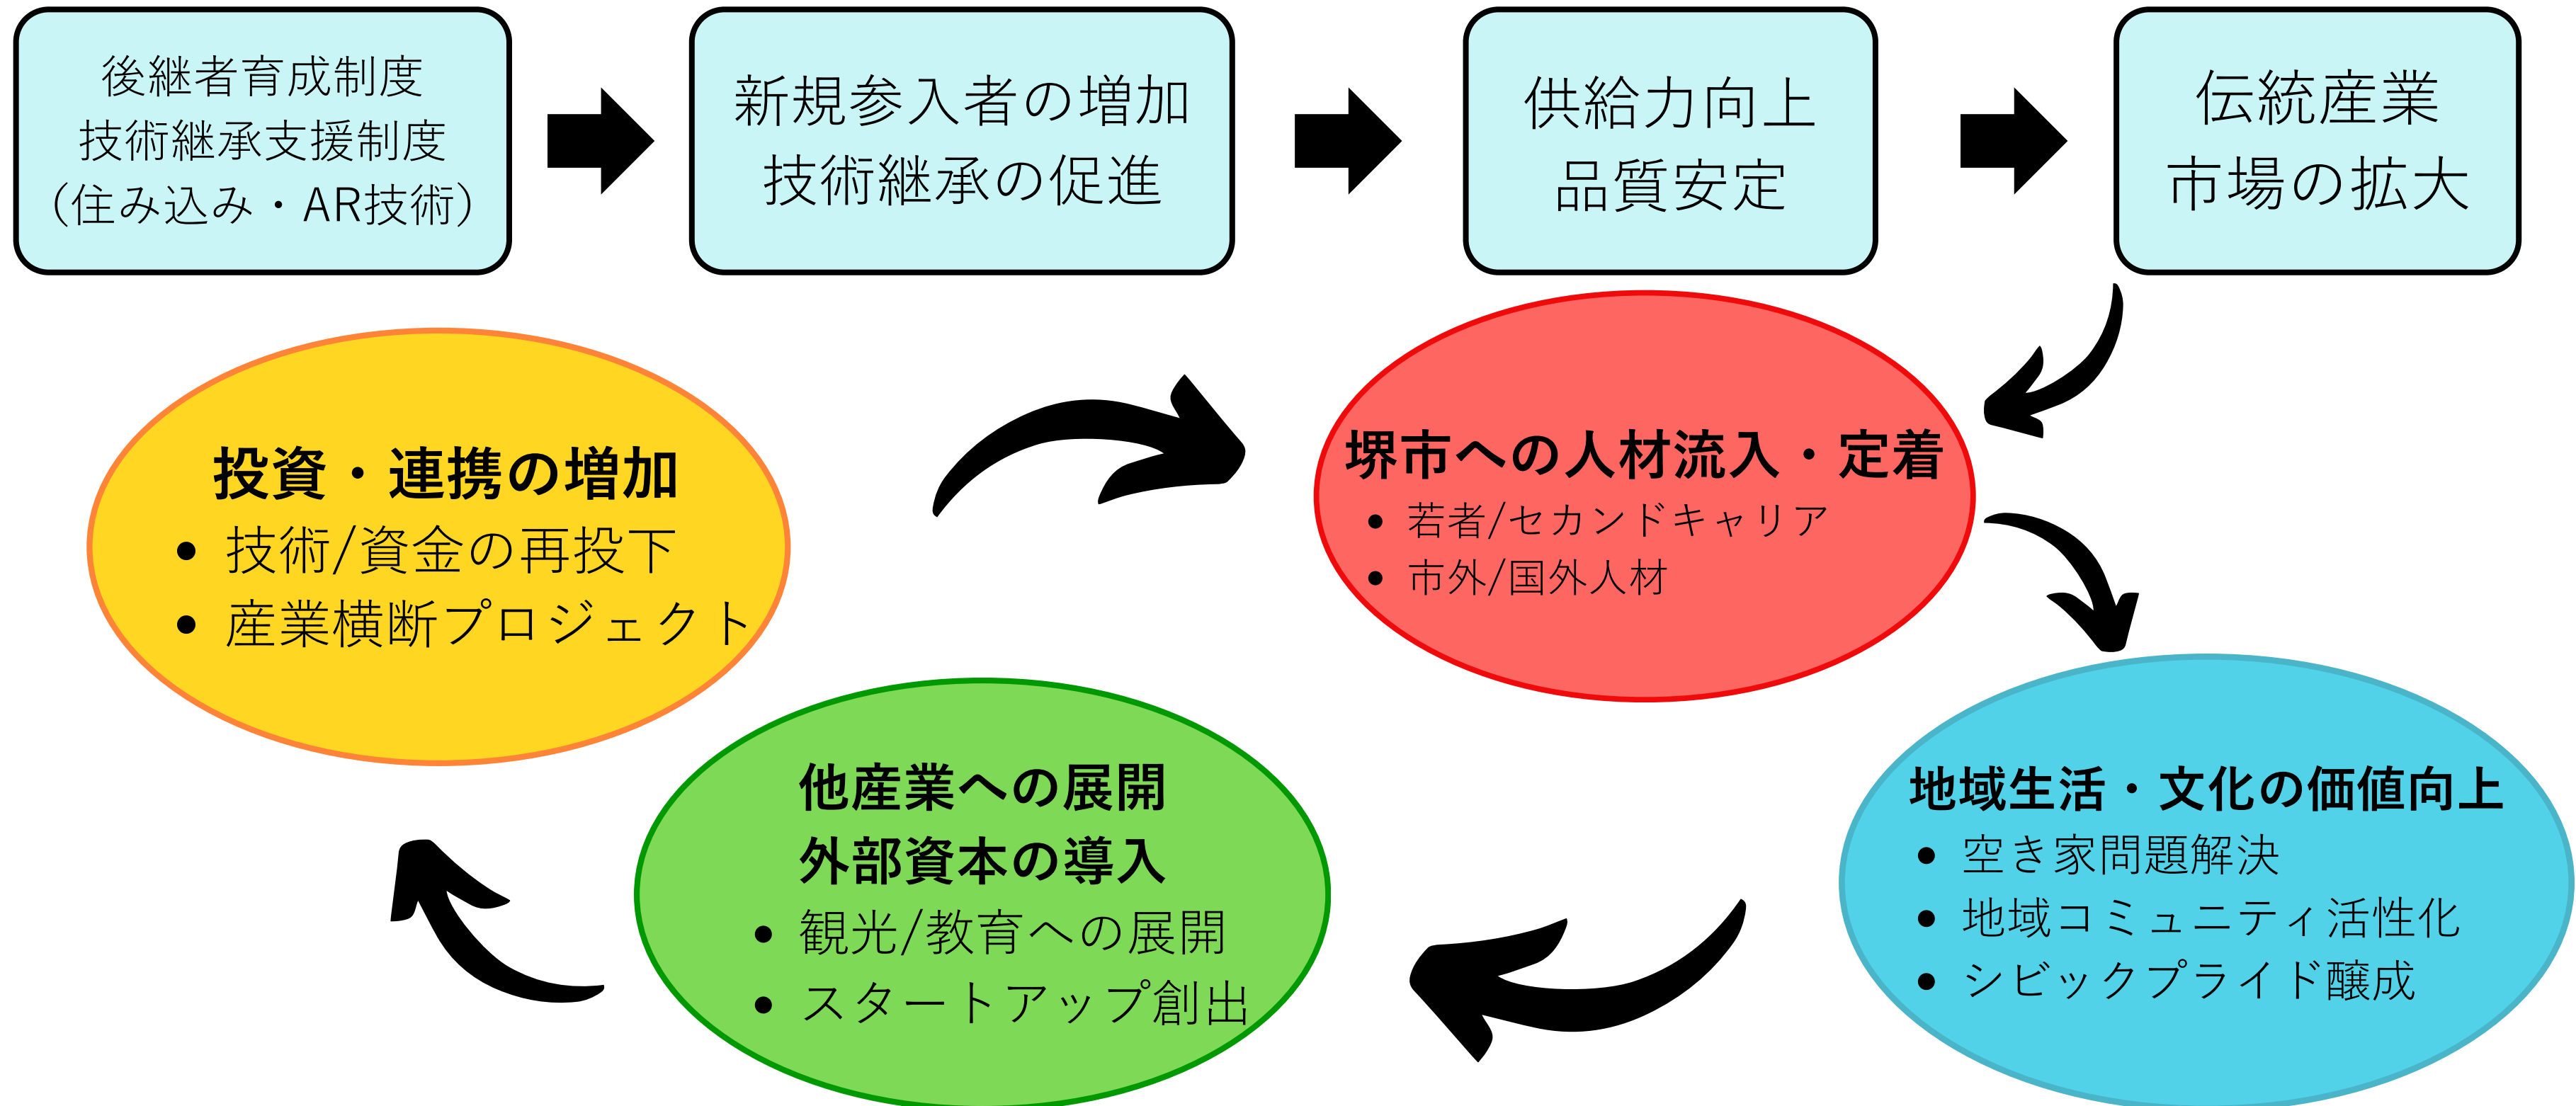 後継者育成制度
技術継承支援制度
（住み込み・AR技術）
新規参入者の増加
技術継承の促進
供給力向上
品質安定
伝統産業
市場の拡大
堺市への人材流入・定着
• 若者/セカンドキャリア
• 市外/国外人材
地域生活・文化の価値向上
• 空き家問題解決
• 地域コミュニティ活性化
• シビックプライド醸成
他産業への展開
外部資本の導入
• 観光/教育への展開
• スタートアップ創出
投資・連携の増加
• 技術/資金の再投下
• 産業横断プロジェクト